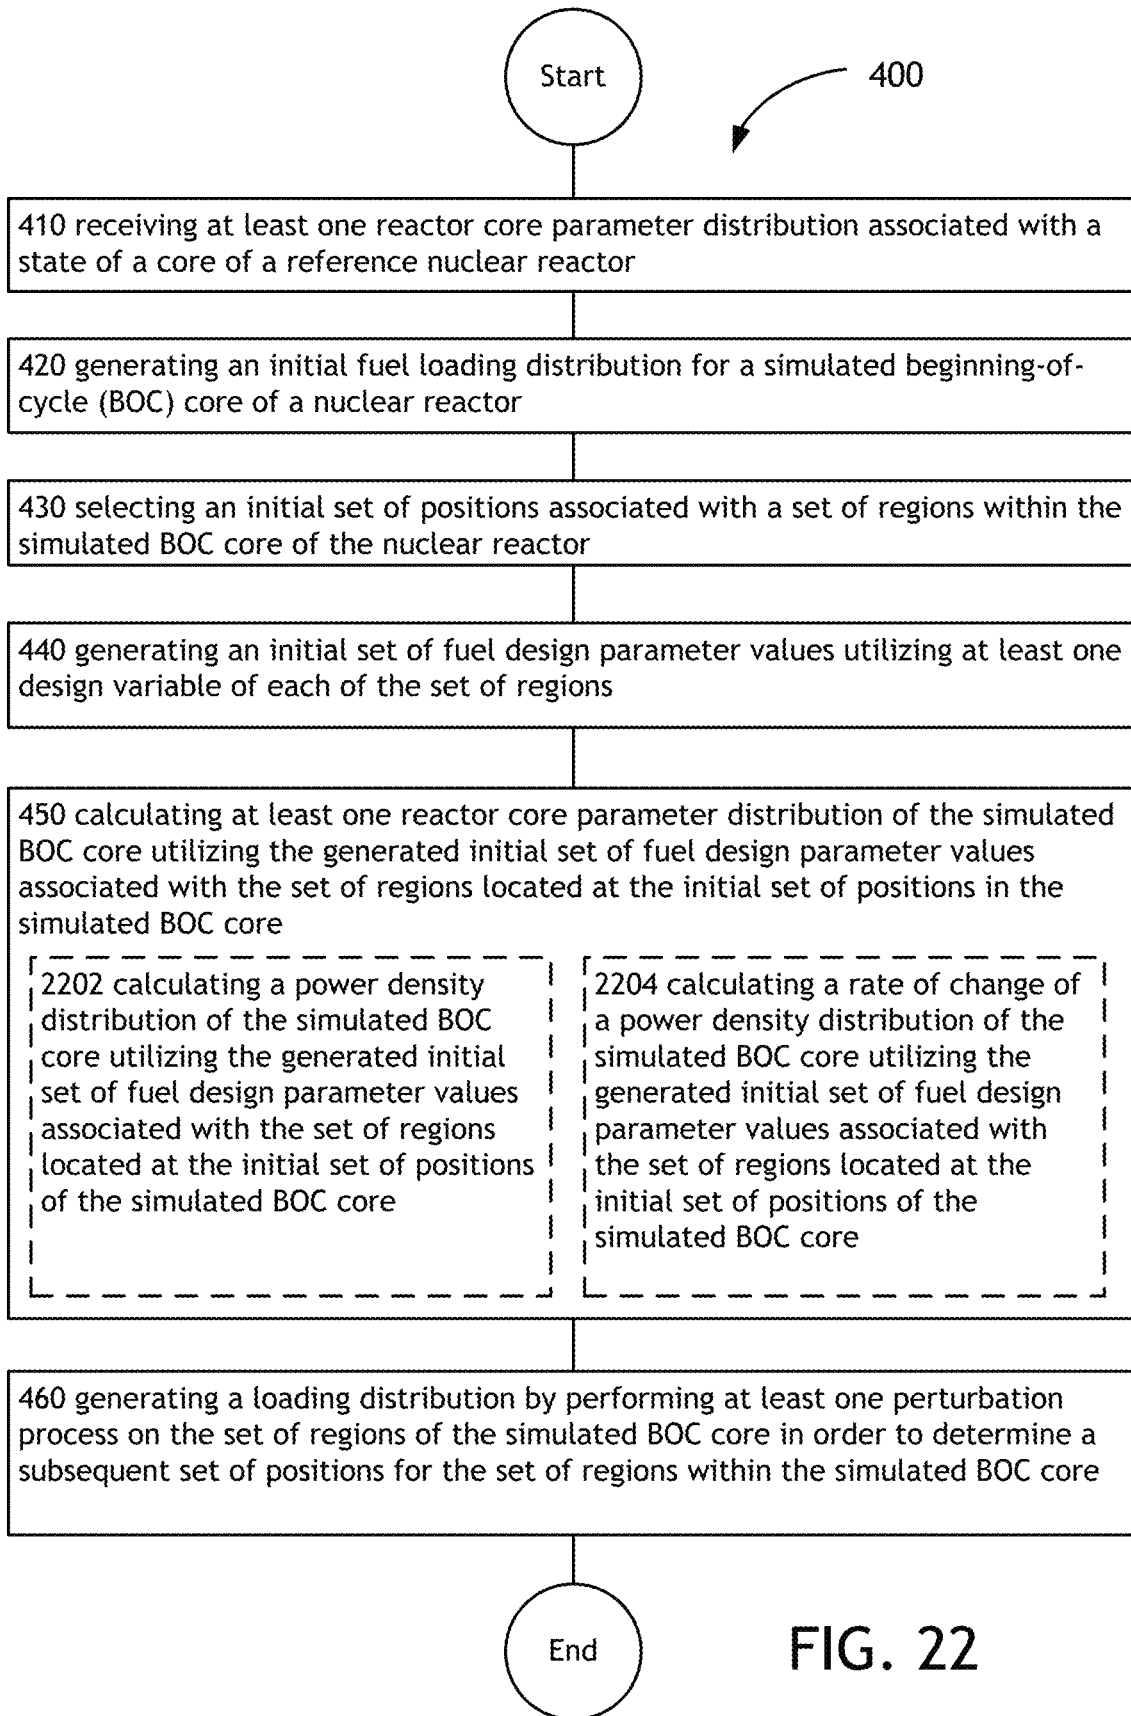 Start
400
410 receiving at least one reactor core parameter distribution associated with a
state of a core of a reference nuclear reactor
420 generating an initial fuel loading distribution for a simulated beginning-of-
cycle (BOC) core of a nuclear reactor
430 selecting an initial set of positions associated with a set of regions within the
simulated BOC core of the nuclear reactor
440 generating an initial set of fuel design parameter values utilizing at least one
design variable of each of the set of regions
450 calculating at least one reactor core parameter distribution of the simulated
BOC core utilizing the generated initial set of fuel design parameter values
associated with the set of regions located at the initial set of positions in the
simulated BOC core
2202 calculating a power density
distribution of the simulated BOC
core utilizing the generated initial
set of fuel design parameter values
associated with the set of regions
located at the initial set of positions
of the simulated BOC core
2204 calculating a rate of change of
a power density distribution of the
simulated BOC core utilizing the
generated initial set of fuel design
parameter values associated with
the set of regions located at the
initial set of positions of the
simulated BOC core
460 generating a loading distribution by performing at least one perturbation
process on the set of regions of the simulated BOC core in order to determine a
subsequent set of positions for the set of regions within the simulated BOC core
End
FIG. 22